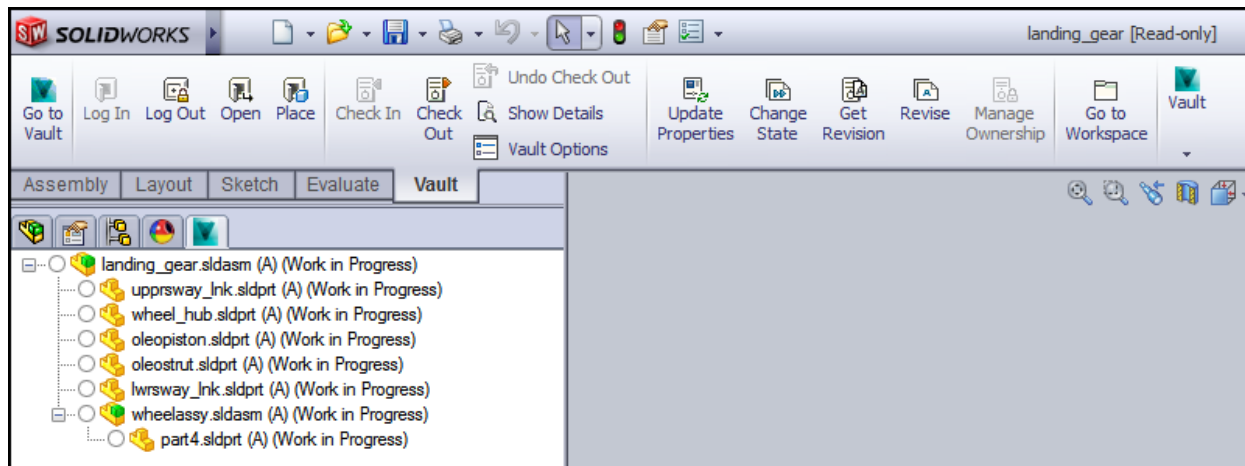 SW SOLIDWORKS landing_gear [Read-only]
Go to Vault Log In Log Out Open Place Check In Check Out Undo Check Out
Show Details
Vault Options
Update Properties Change State Get Revision Revise Manage Ownership Go to Workspace Vault
Assembly Layout Sketch Evaluate Vault
landing_gear.sldasm (A) (Work in Progress)
upprsway_lnk.sldprt (A) (Work in Progress)
wheel_hub.sldprt (A) (Work in Progress)
oleopiston.sldprt (A) (Work in Progress)
oleostrut.sldprt (A) (Work in Progress)
lwrsway_lnk.sldprt (A) (Work in Progress)
wheelassy.sldasm (A) (Work in Progress)
part4.sldprt (A) (Work in Progress)